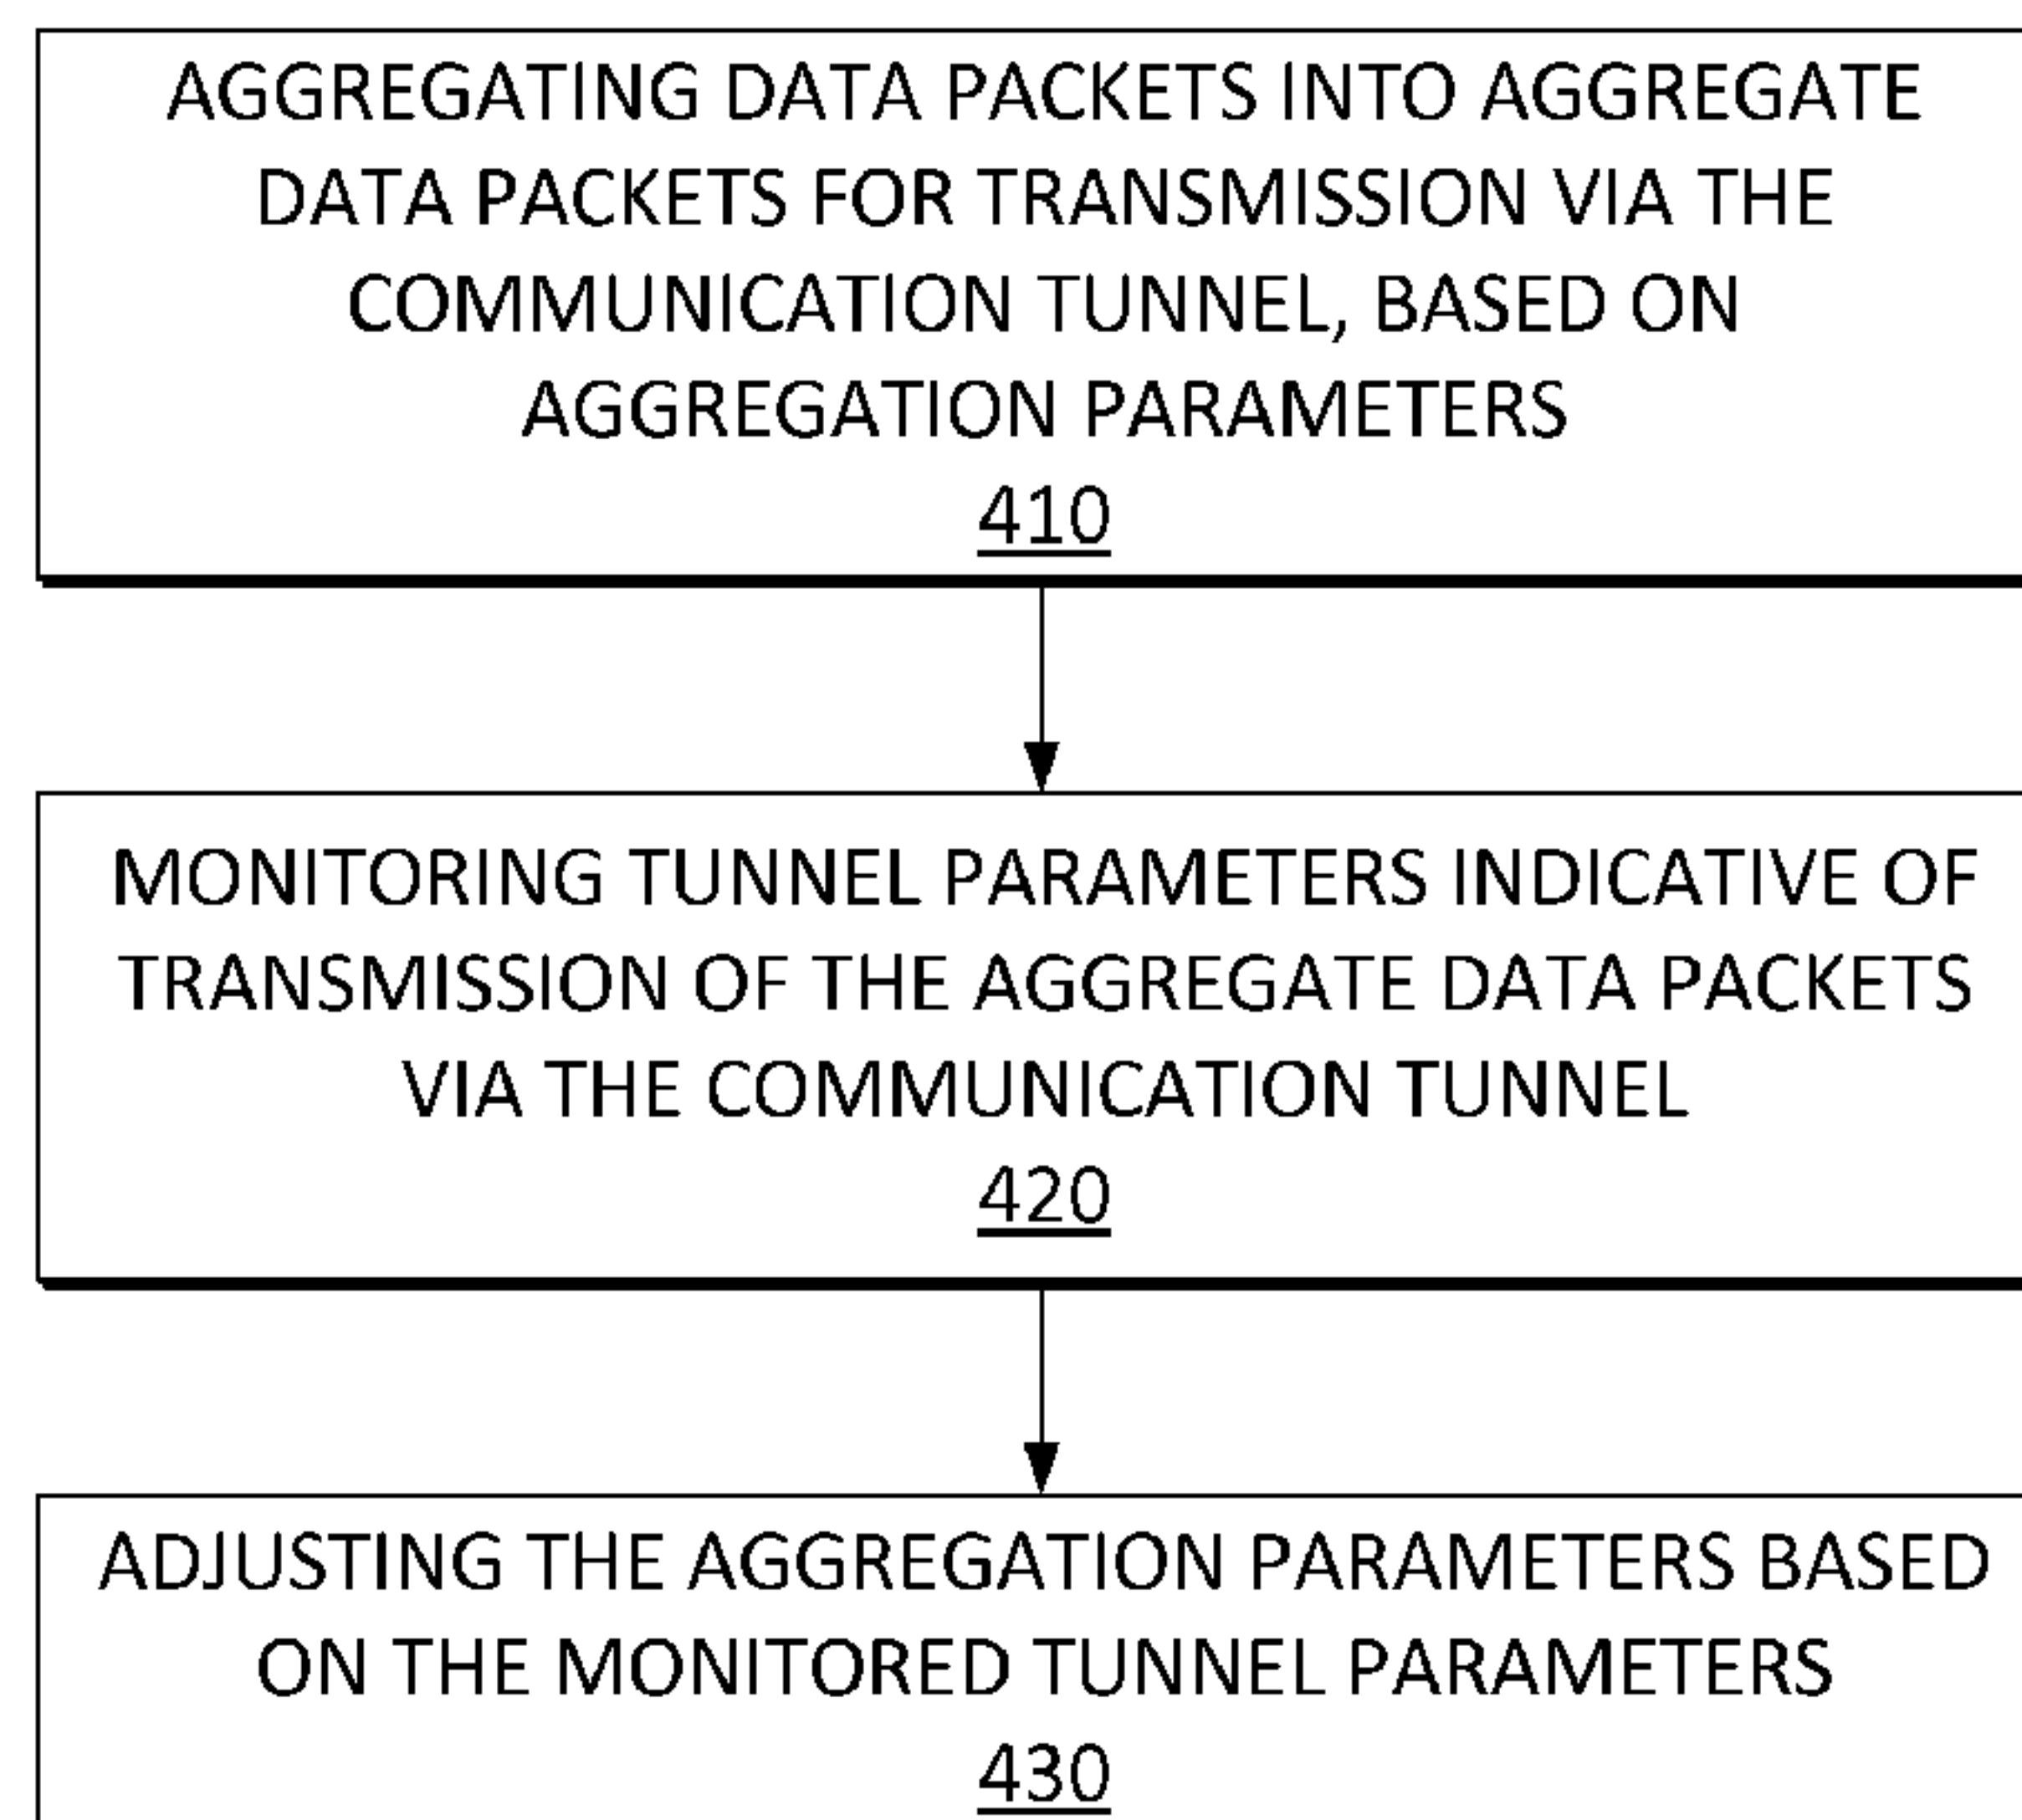 AGGREGATING DATA PACKETS INTO AGGREGATE
DATA PACKETS FOR TRANSMISSION VIA THE
COMMUNICATION TUNNEL, BASED ON
AGGREGATION PARAMETERS
410
MONITORING TUNNEL PARAMETERS INDICATIVE OF
TRANSMISSION OF THE AGGREGATE DATA PACKETS
VIA THE COMMUNICATION TUNNEL
420
ADJUSTING THE AGGREGATION PARAMETERS BASED
ON THE MONITORED TUNNEL PARAMETERS
430